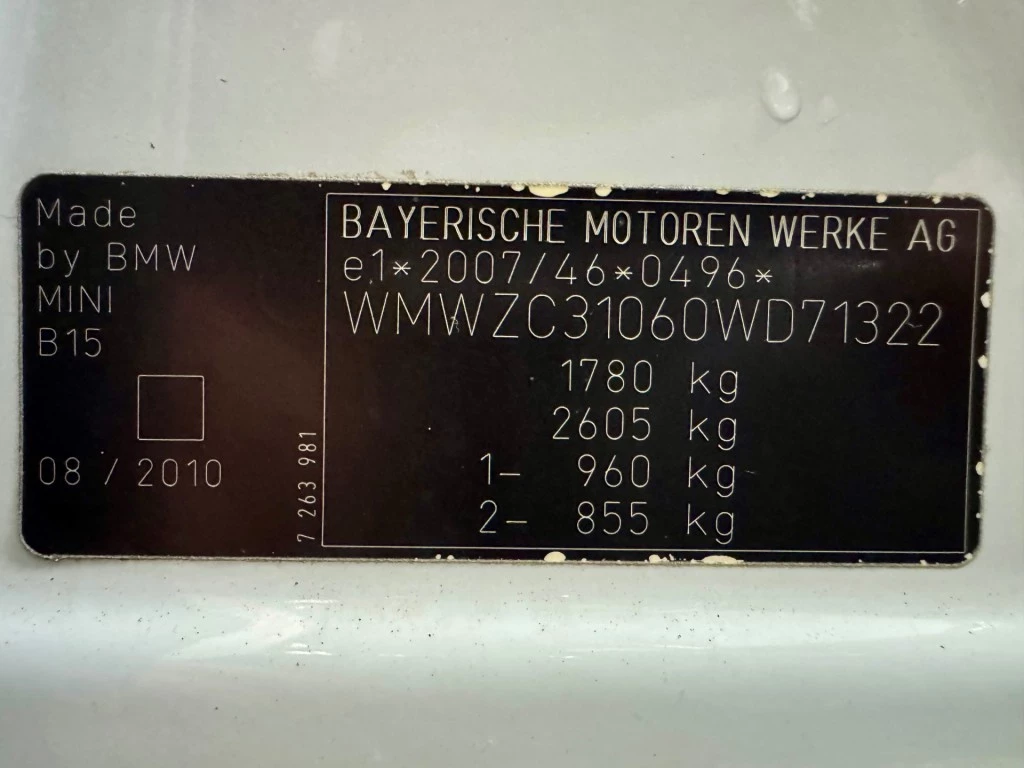 Made
by BMW
MINI
B15
08 / 2010
7 263 981
BAYERISCHE MOTOREN WERKE AG
e1*2007/46*0496*
WMWZC31060WD71322
1780 kg
2605 kg
1- 960 kg
2- 855 kg